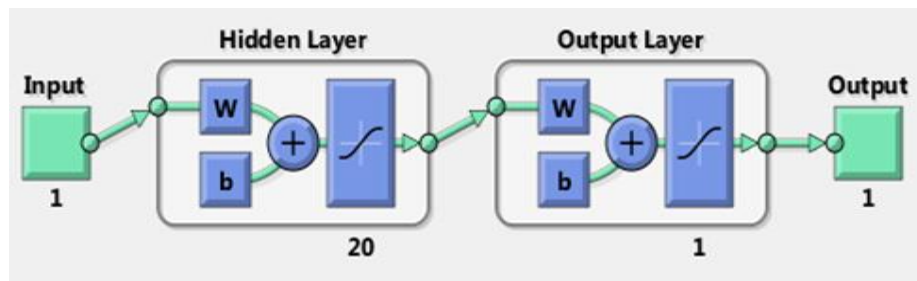 Hidden Layer
Output Layer
Input
Output
W
W
+
+
b
b
1
1
20
1